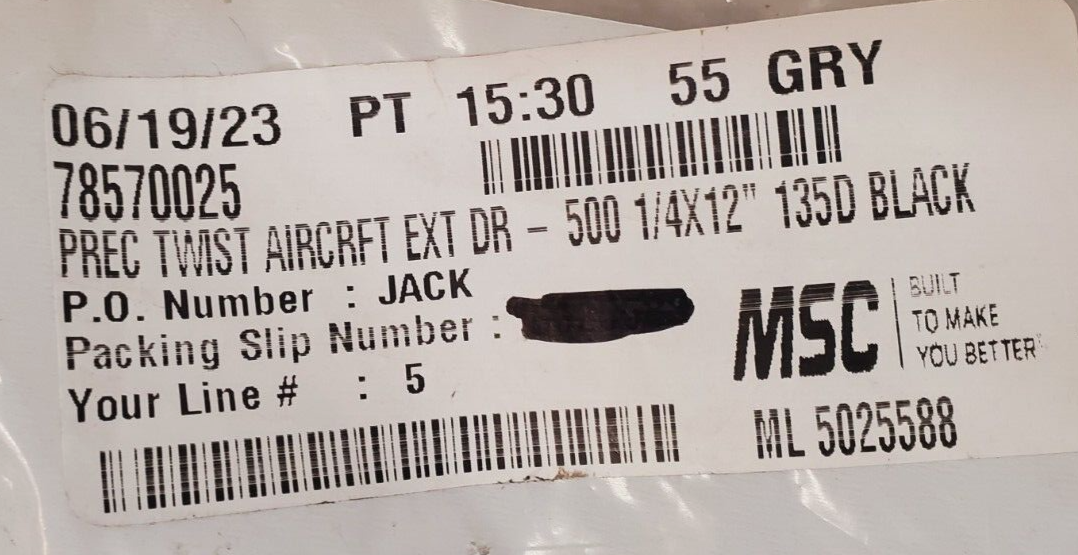 06/19/23 PT 15:30 55 GRY
78570025
PREC TWIST AIRCRFT EXT DR - 500 1/4X12" 135D BLACK
P.O. Number : JACK
Packing Slip Number :
Your Line # : 5
MSC
BUILT
TO MAKE
YOU BETTER
ML 5025588